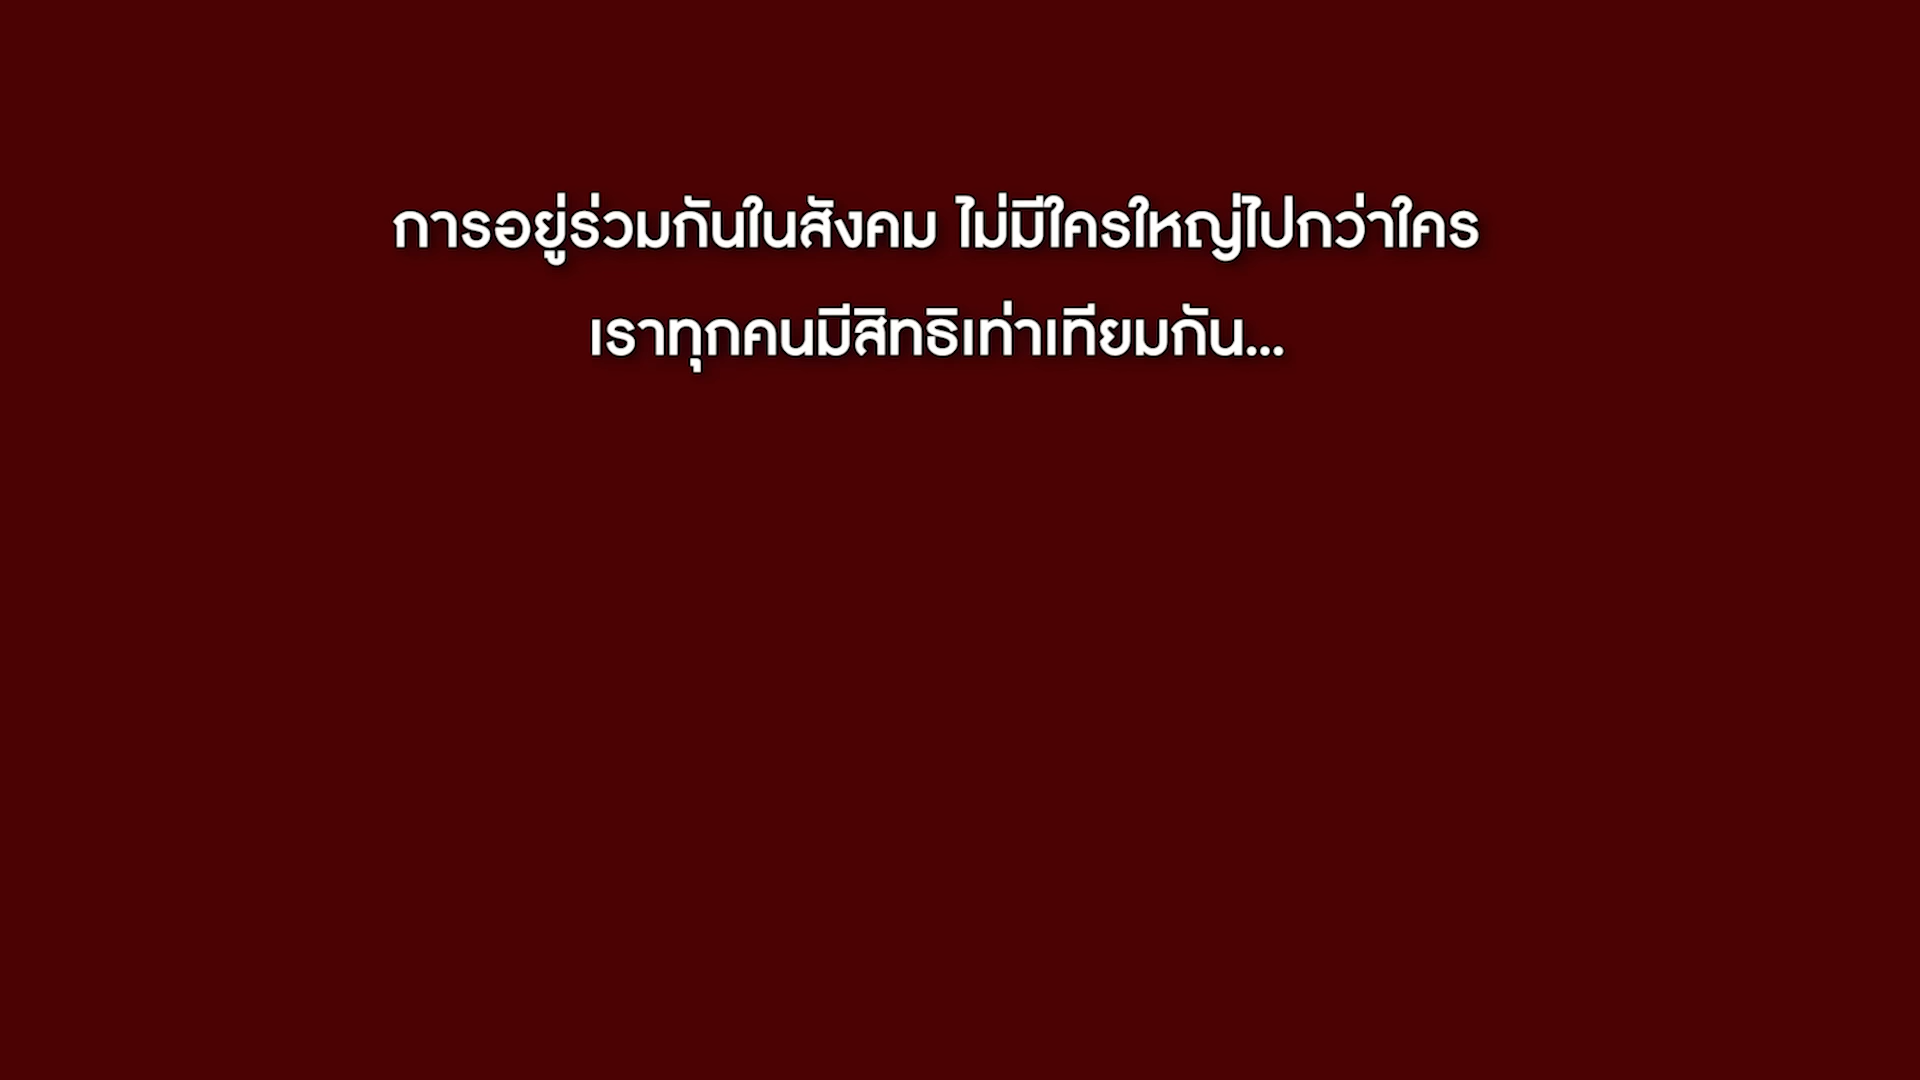 การอยู่ร่วมกันในสังคม ไม่มีใครใหญ่ไปกว่าใคร
เราทุกคนมีสิทธิเท่าเทียมกัน...